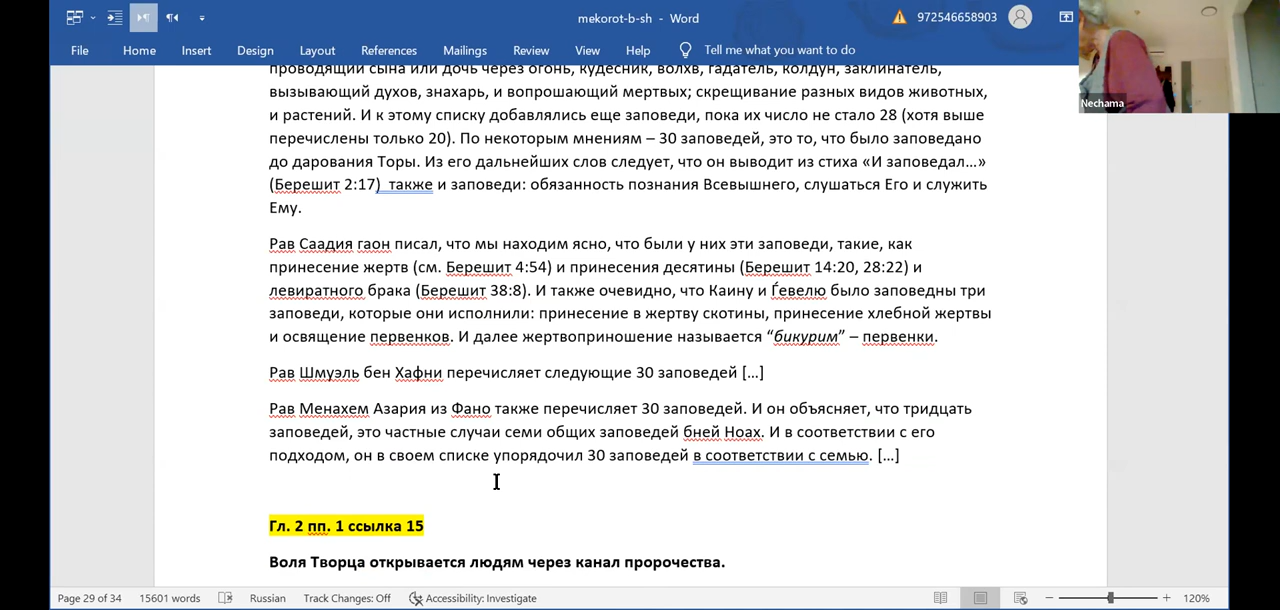 mekorot-b-sh - Word
972546658903
File Home Insert Design Layout References Mailings Review View Help Tell me what you want to do
Nechama
проводящий сына или дочь через огонь, кудесник, волхв, гадатель, колдун, заклинатель,
вызывающий духов, знахарь, и вопрошающий мертвых; скрещивание разных видов животных,
и растений. И к этому списку добавлялись еще заповеди, пока их число не стало 28 (хотя выше
перечислены только 20). По некоторым мнениям – 30 заповедей, это то, что было заповедано
до дарования Торы. Из его дальнейших слов следует, что он выводит из стиха «И заповедал…»
(Берешит 2:17) также и заповеди: обязанность познания Всевышнего, слушаться Его и служить
Ему.
Рав Саадия гаон писал, что мы находим ясно, что были у них эти заповеди, такие, как
принесение жертв (см. Берешит 4:54) и принесения десятины (Берешит 14:20, 28:22) и
левиратного брака (Берешит 38:8). И также очевидно, что Каину и Ѓевелю было заповедны три
заповеди, которые они исполнили: принесение в жертву скотины, принесение хлебной жертвы
и освящение первенков. И далее жертвоприношение называется “бикурим” – первенки.
Рав Шмуэль бен Хафни перечисляет следующие 30 заповедей […]
Рав Менахем Азария из Фано также перечисляет 30 заповедей. И он объясняет, что тридцать
заповедей, это частные случаи семи общих заповедей бней Ноах. И в соответствии с его
подходом, он в своем списке упорядочил 30 заповедей в соответствии с семью. […]
Гл. 2 пп. 1 ссылка 15
Воля Творца открывается людям через канал пророчества.
Page 29 of 34 15601 words Russian Track Changes: Off Accessibility: Investigate 120%